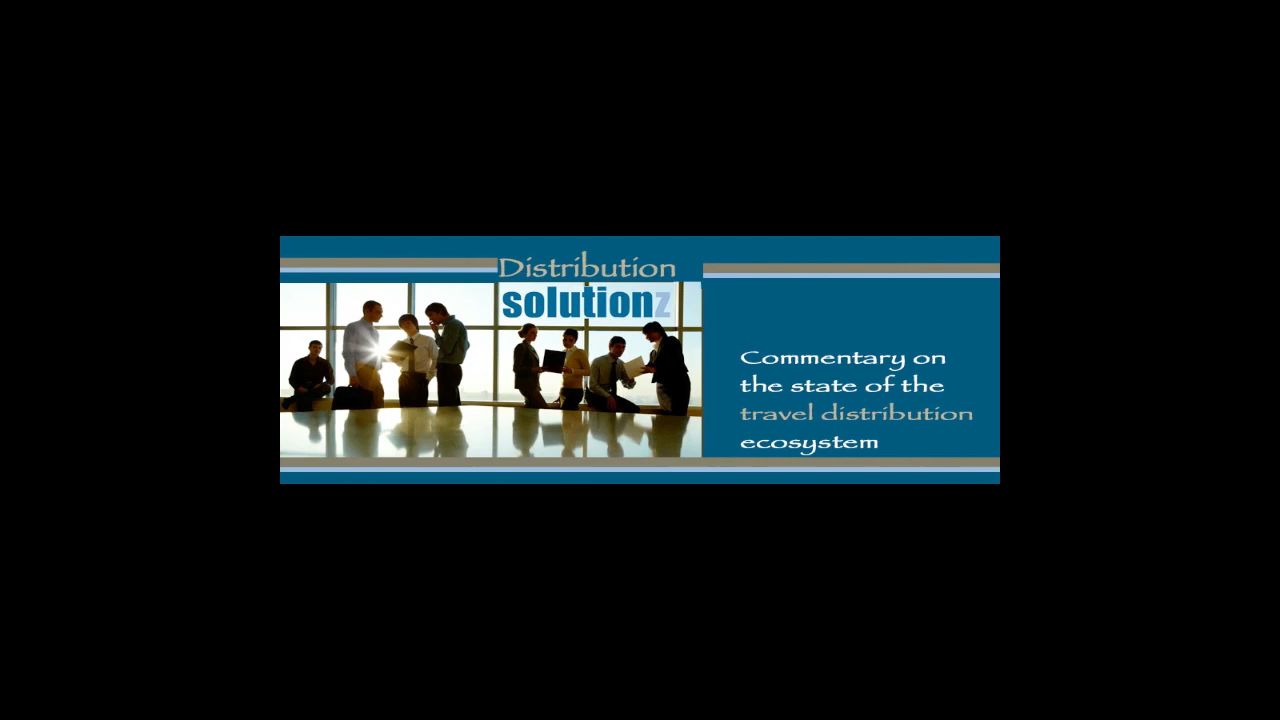 Distribution
solutionz
Commentary on
the state of the
travel distribution
ecosystem